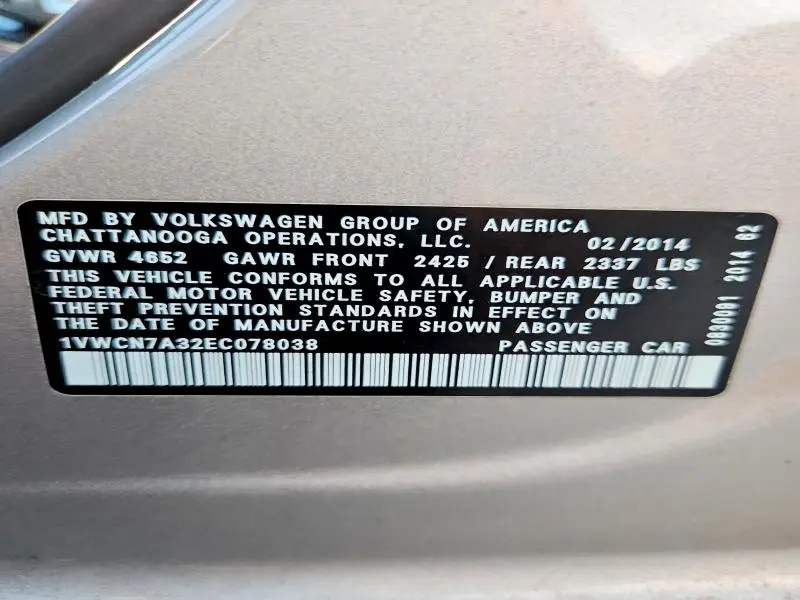 MFD BY VOLKSWAGEN GROUP OF AMERICA
CHATTANOOGA OPERATIONS, LLC. 02/2014
GVWR 4652 GAWR FRONT 2425 / REAR 2337 LBS
THIS VEHICLE CONFORMS TO ALL APPLICABLE U.S.
FEDERAL MOTOR VEHICLE SAFETY, BUMPER AND
THEFT PREVENTION STANDARDS IN EFFECT ON
THE DATE OF MANUFACTURE SHOWN ABOVE
1VWCN7A32EC078038 PASSENGER CAR
0830091 2014 62